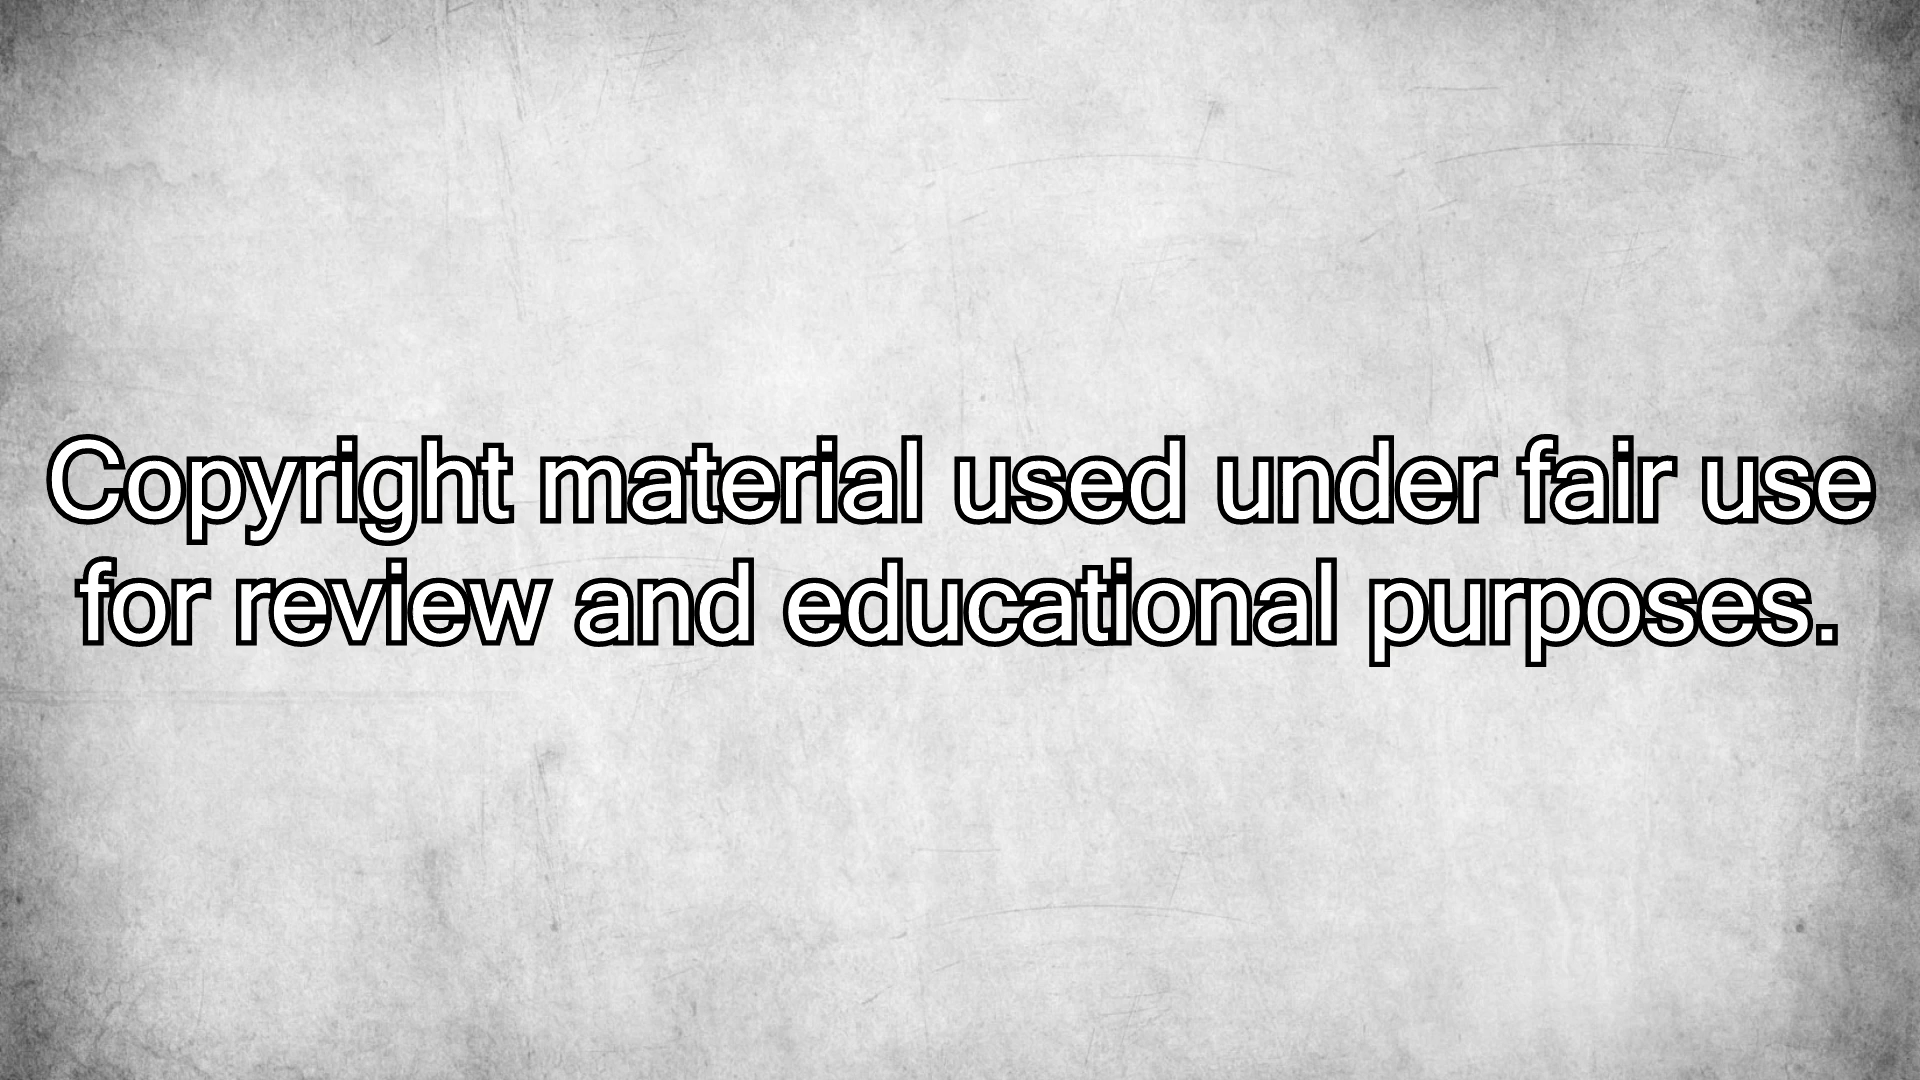 Copyright material used under fair use
for review and educational purposes.